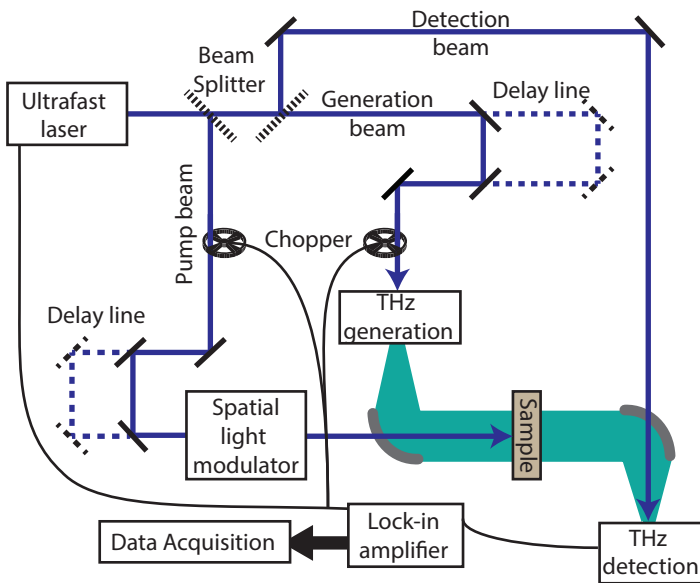 Detection
beam
Beam
Splitter
Ultrafast
laser
Generation
beam
Delay line
Pump beam
Chopper
THz
generation
Delay line
Spatial
light
modulator
Sample
Lock-in
amplifier
Data Acquisition
THz
detection